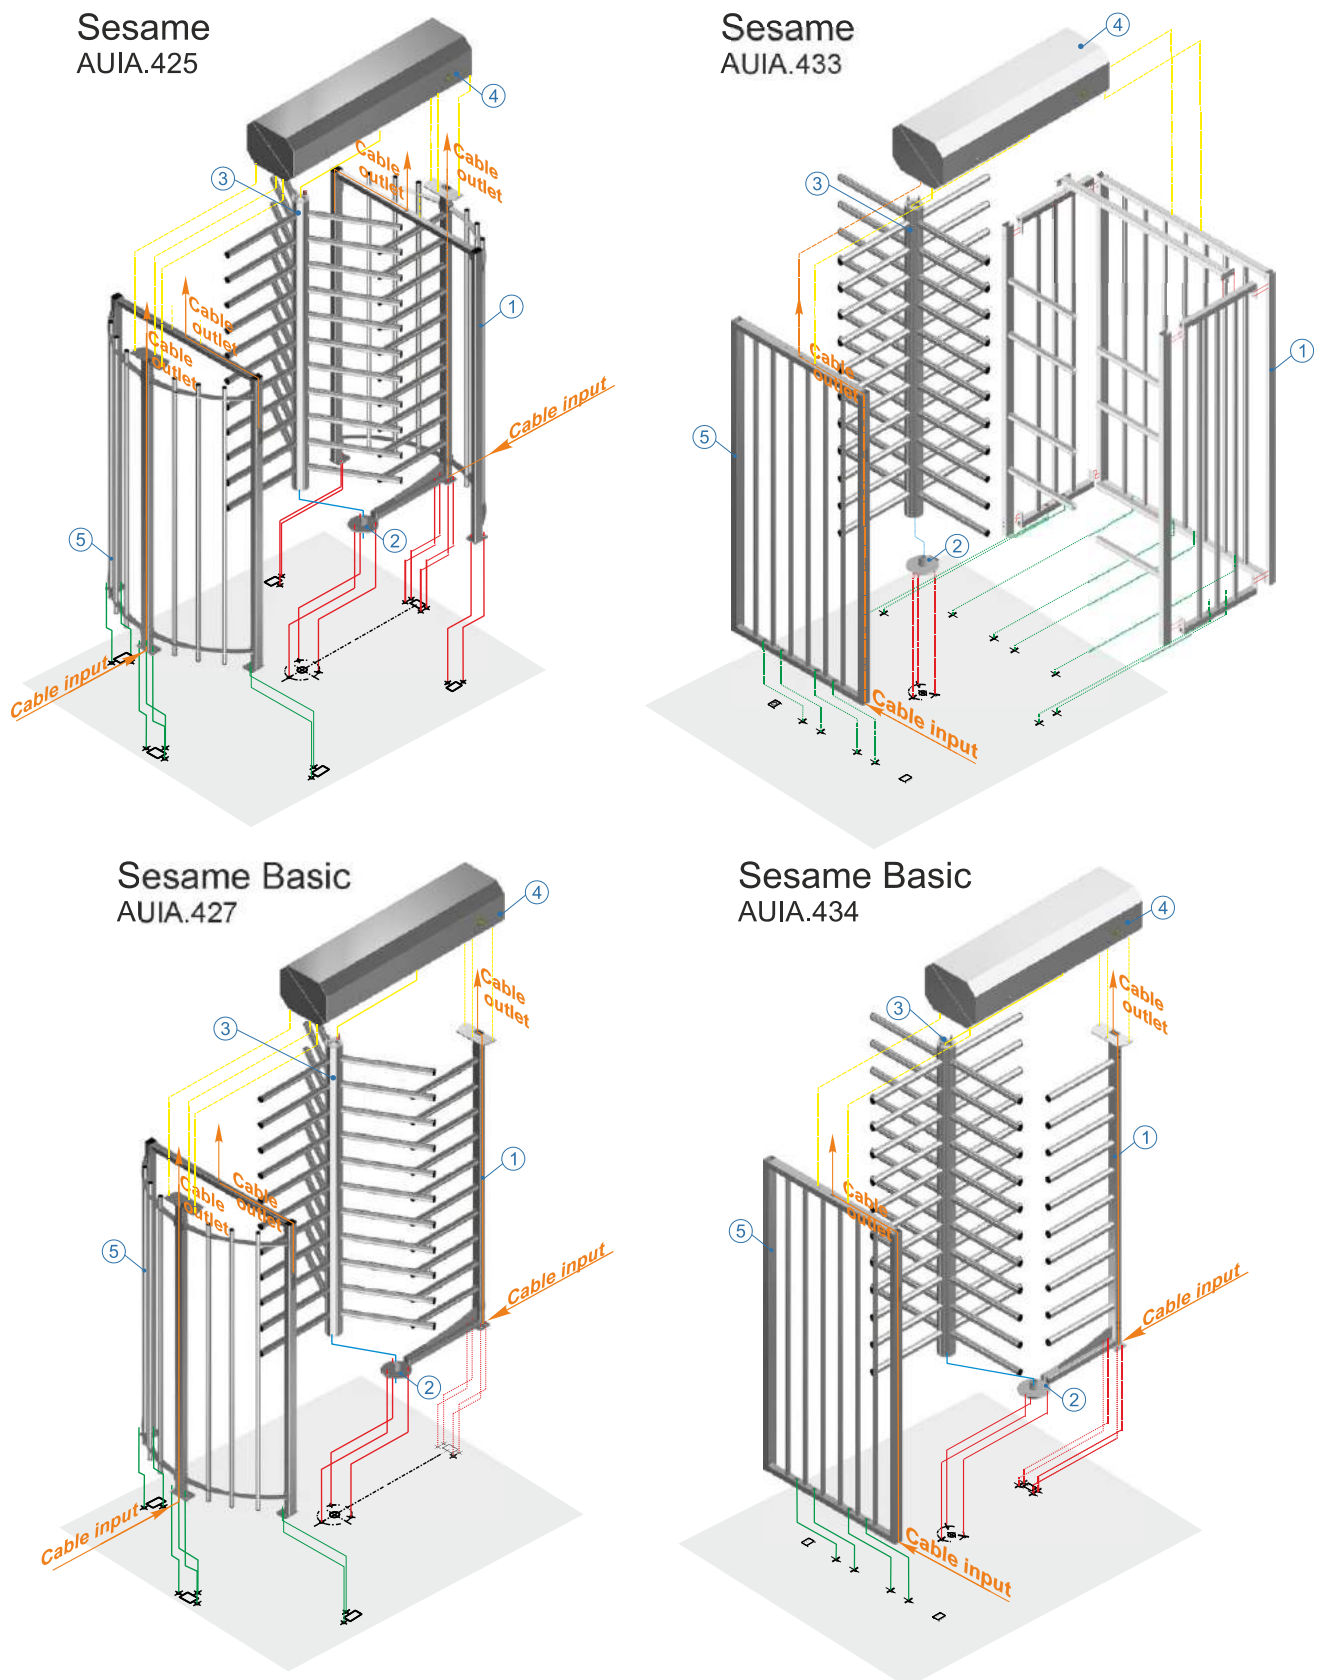 Sesame
AUIA.425
4
Cable
outlet
Cable
outlet
3
1
Cable
outlet
Cable
outlet
Cable input
5
2
Cable input
Sesame
AUIA.433
4
3
1
Cable
outlet
5
2
Cable input
Sesame Basic
AUIA.427
4
Cable
outlet
3
1
Cable
outlet
Cable
outlet
5
Cable input
2
Cable input
Sesame Basic
AUIA.434
4
3
Cable
outlet
1
Cable
outlet
5
Cable input
2
Cable input